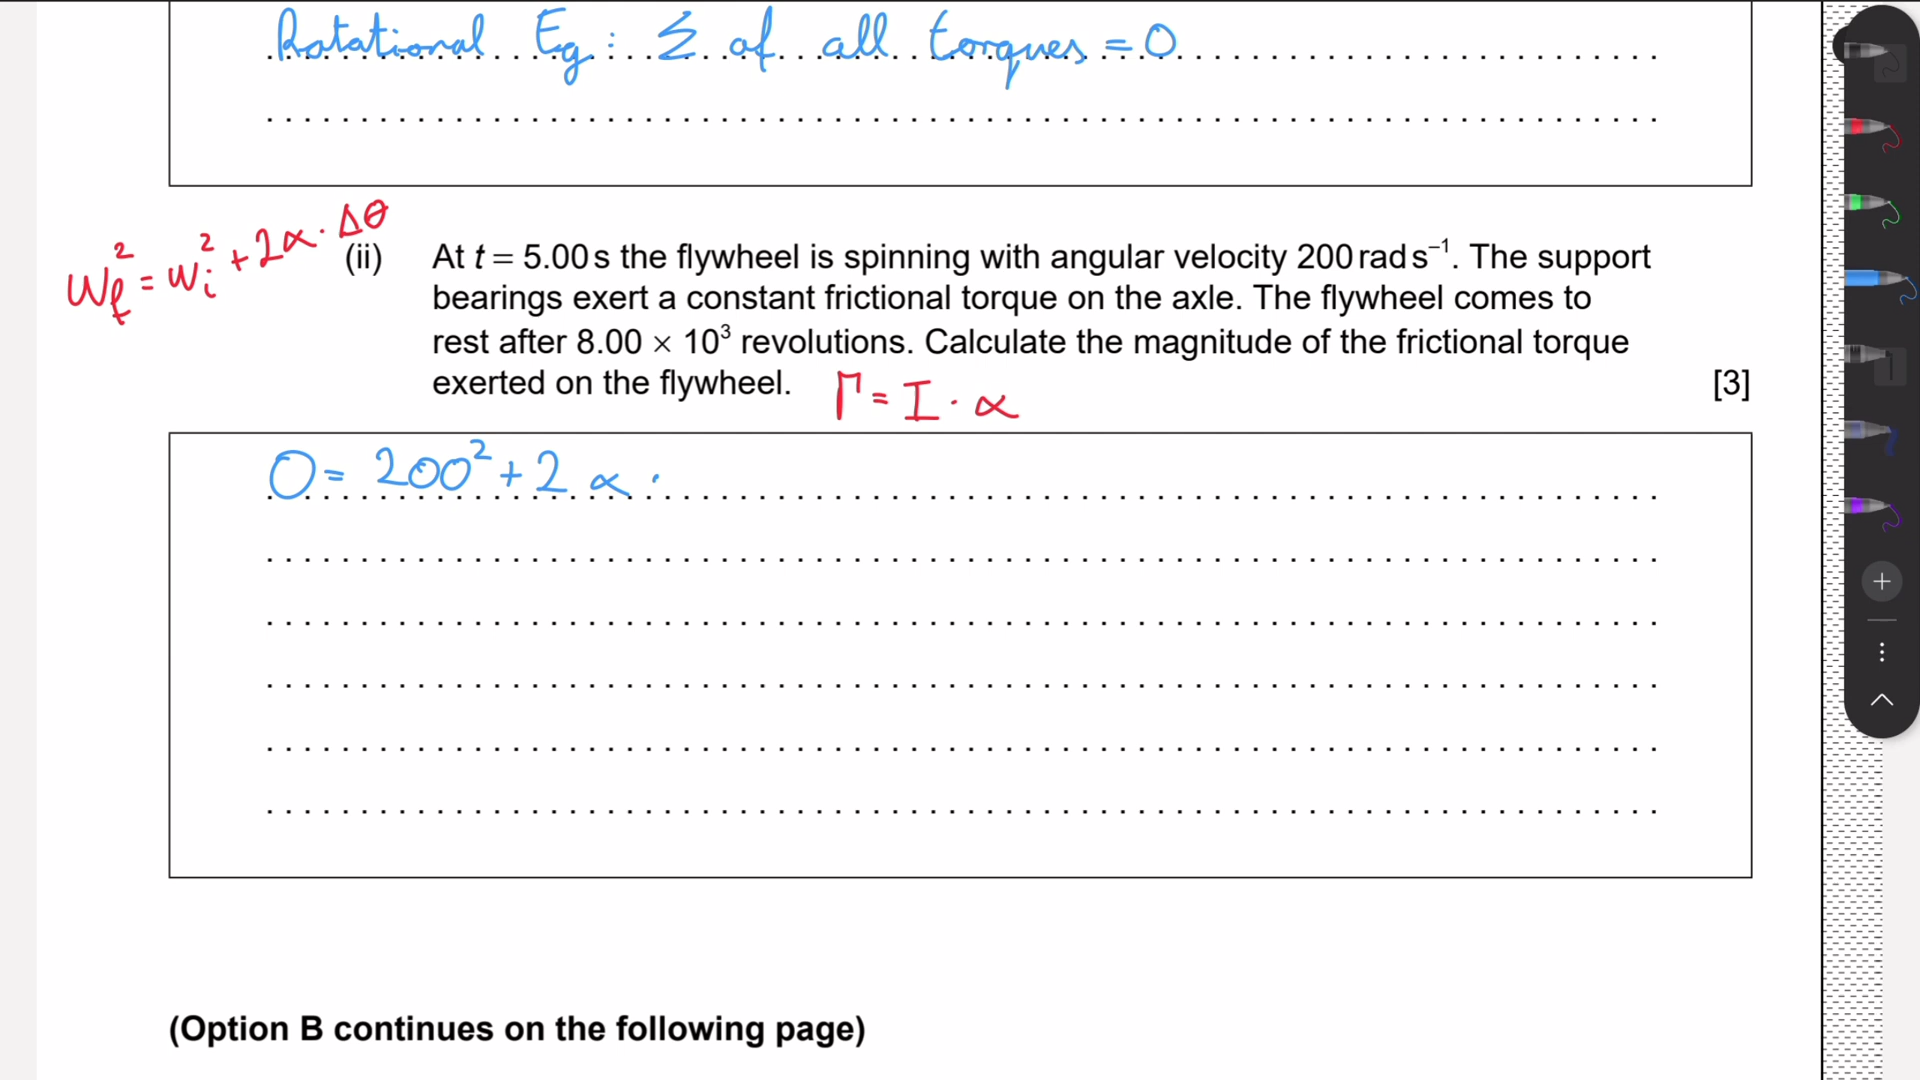 Rotational Eq: Σ of all torques = 0
ω_f² = ω_i² + 2α · Δθ
(ii) At t = 5.00 s the flywheel is spinning with angular velocity 200 rad s⁻¹. The support
bearings exert a constant frictional torque on the axle. The flywheel comes to
rest after 8.00 × 10³ revolutions. Calculate the magnitude of the frictional torque
exerted on the flywheel. Γ = I · α [3]
0 = 200² + 2 α ·
(Option B continues on the following page)